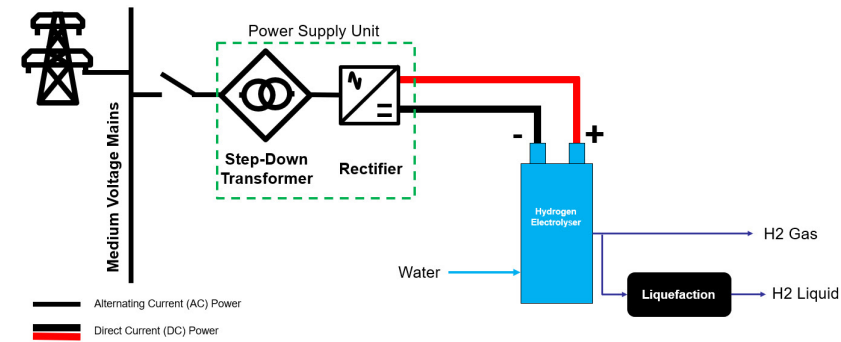 Power Supply Unit
Medium Voltage Mains
Step-Down
Transformer
Rectifier
- +
Hydrogen
Electrolyser
H2 Gas
Water
Liquefaction
H2 Liquid
Alternating Current (AC) Power
Direct Current (DC) Power